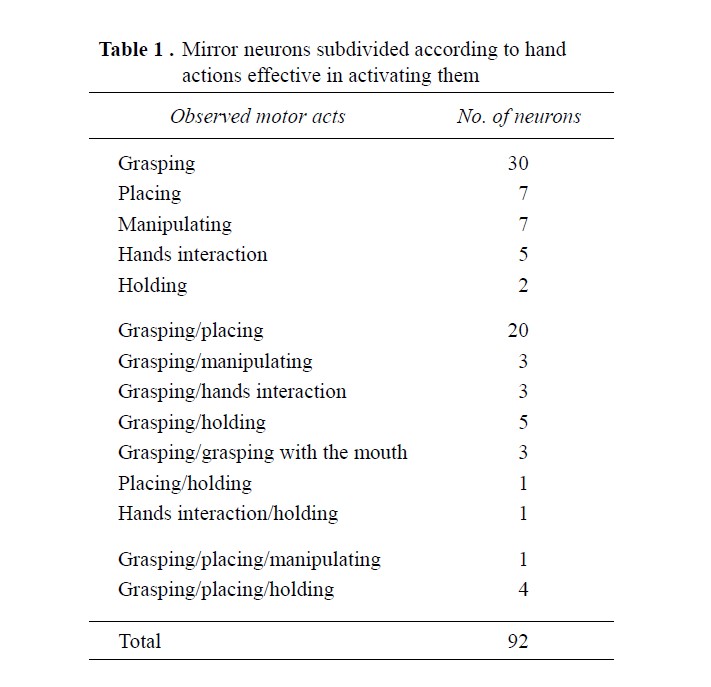 Table 1 . Mirror neurons subdivided according to hand
actions effective in activating them
Observed motor acts No. of neurons
Grasping 30
Placing 7
Manipulating 7
Hands interaction 5
Holding 2
Grasping/placing 20
Grasping/manipulating 3
Grasping/hands interaction 3
Grasping/holding 5
Grasping/grasping with the mouth 3
Placing/holding 1
Hands interaction/holding 1
Grasping/placing/manipulating 1
Grasping/placing/holding 4
Total 92